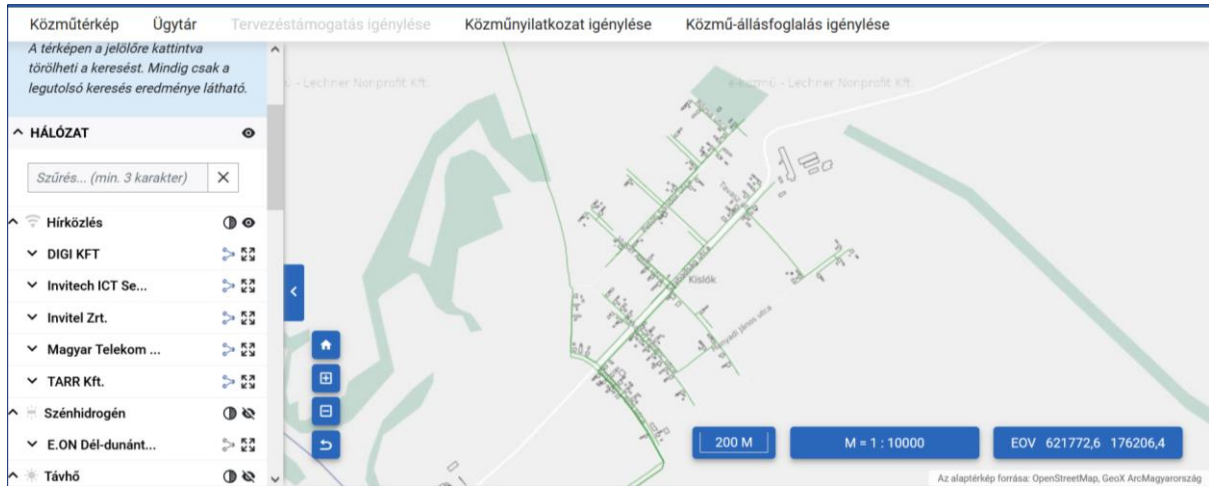 Közműtérkép Ügytár Tervezéstámogatás igénylése Közműnyilatkozat igénylése Közmű-állásfoglalás igénylése
A térképen a jelölőre kattintva
törölheti a keresést. Mindig csak a
legutolsó keresés eredménye látható.
HÁLÓZAT
Szűrés... (min. 3 karakter)
Hírközlés
DIGI KFT
Invitech ICT Se...
Invitel Zrt.
Magyar Telekom ...
TARR Kft.
Szénhidrogén
E.ON Dél-dunánt...
Távhő
- Lechner Nonprofit Kft.
e-közmű - Lechner Nonprofit Kft.
Kislók
200 M
M = 1 : 10000
EOV 621772,6 176206,4
Az alaptérkép forrása: OpenStreetMap, GeoX ArcMagyarország